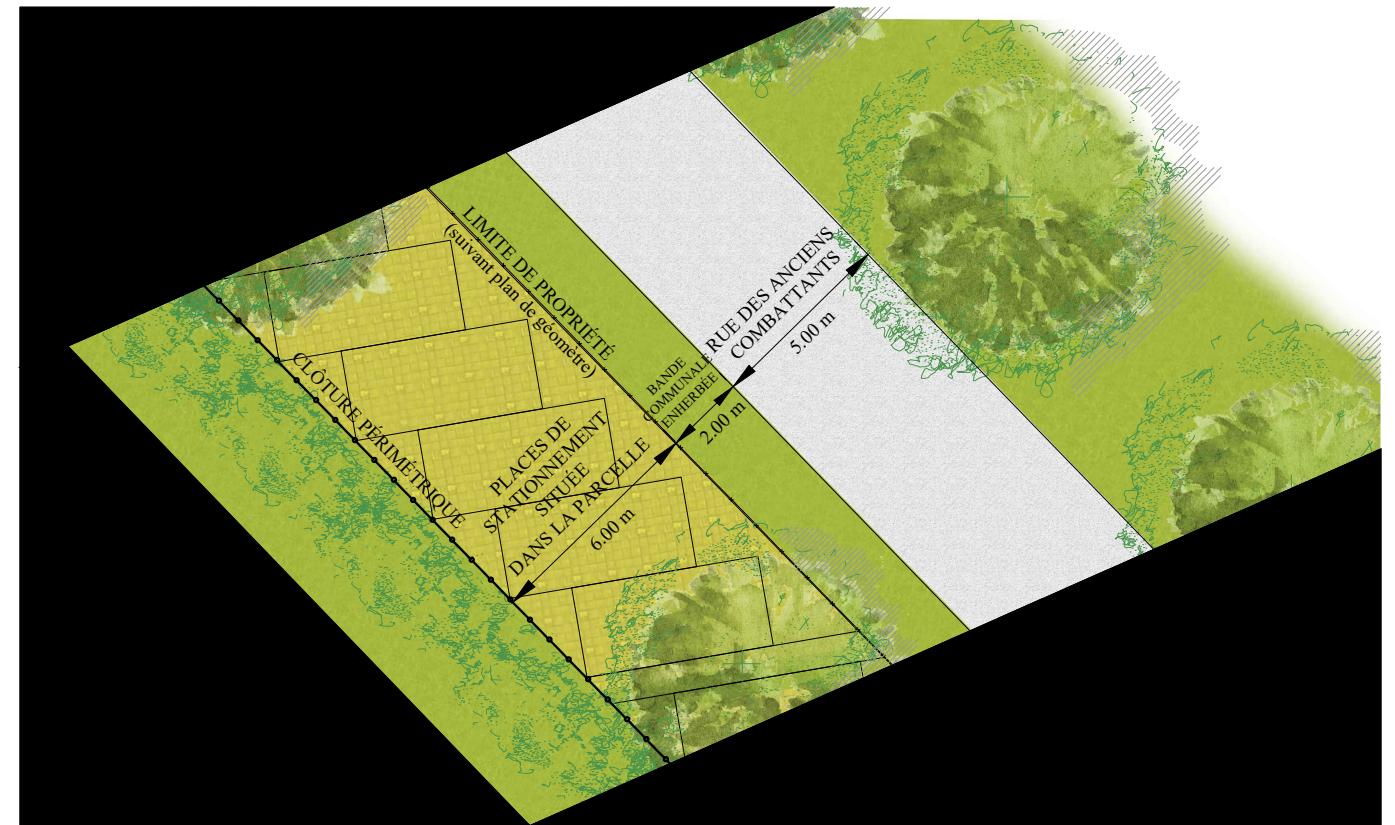 LIMITE DE PROPRIÉTÉ
(suivant plan de géomètre)
CLÔTURE PÉRIMÉTRIQUE
PLACES DE
STATIONNEMENT
SITUÉE
DANS LA PARCELLE
6.00 m
BANDE
COMMUNALE
ENHERBÉE
2.00 m
RUE DES ANCIENS
COMBATTANTS
5.00 m